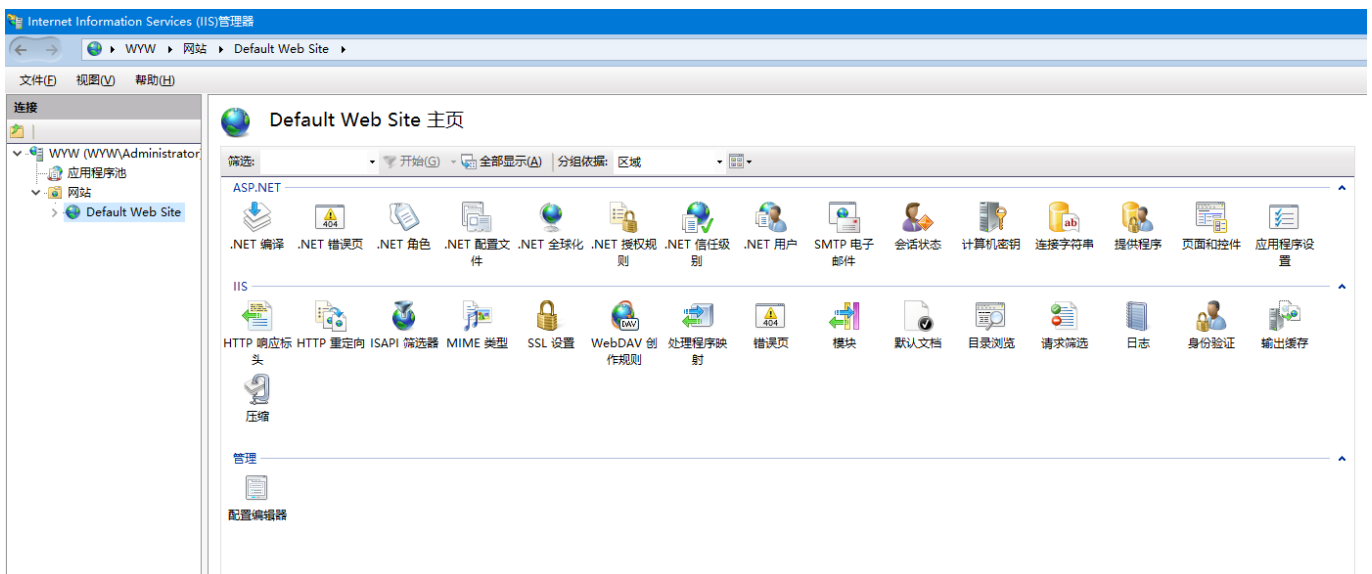 Internet Information Services (IIS)管理器
WYW 网站 Default Web Site
文件(F) 视图(V) 帮助(H)
连接
WYW (WYW\Administrator
应用程序池
网站
Default Web Site
Default Web Site 主页
筛选: 开始(G) 全部显示(A) 分组依据: 区域
ASP.NET
.NET 编译 .NET 错误页 .NET 角色 .NET 配置文件 .NET 全球化 .NET 授权规则 .NET 信任级别 .NET 用户 SMTP 电子邮件 会话状态 计算机密钥 连接字符串 提供程序 页面和控件 应用程序设置
IIS
HTTP 响应标头 HTTP 重定向 ISAPI 筛选器 MIME 类型 SSL 设置 WebDAV 创作规则 处理程序映射 错误页 模块 默认文档 目录浏览 请求筛选 日志 身份验证 输出缓存
压缩
管理
配置编辑器